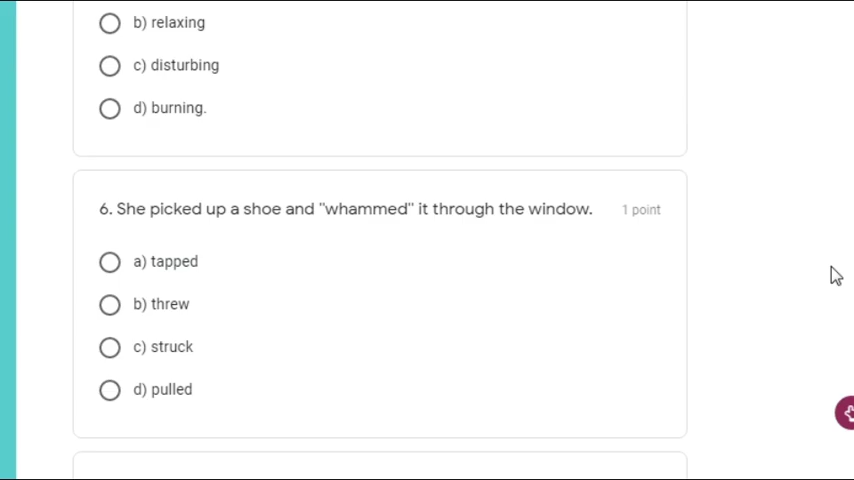 b) relaxing
c) disturbing
d) burning.
6. She picked up a shoe and "whammed" it through the window.
1 point
a) tapped
b) threw
c) struck
d) pulled